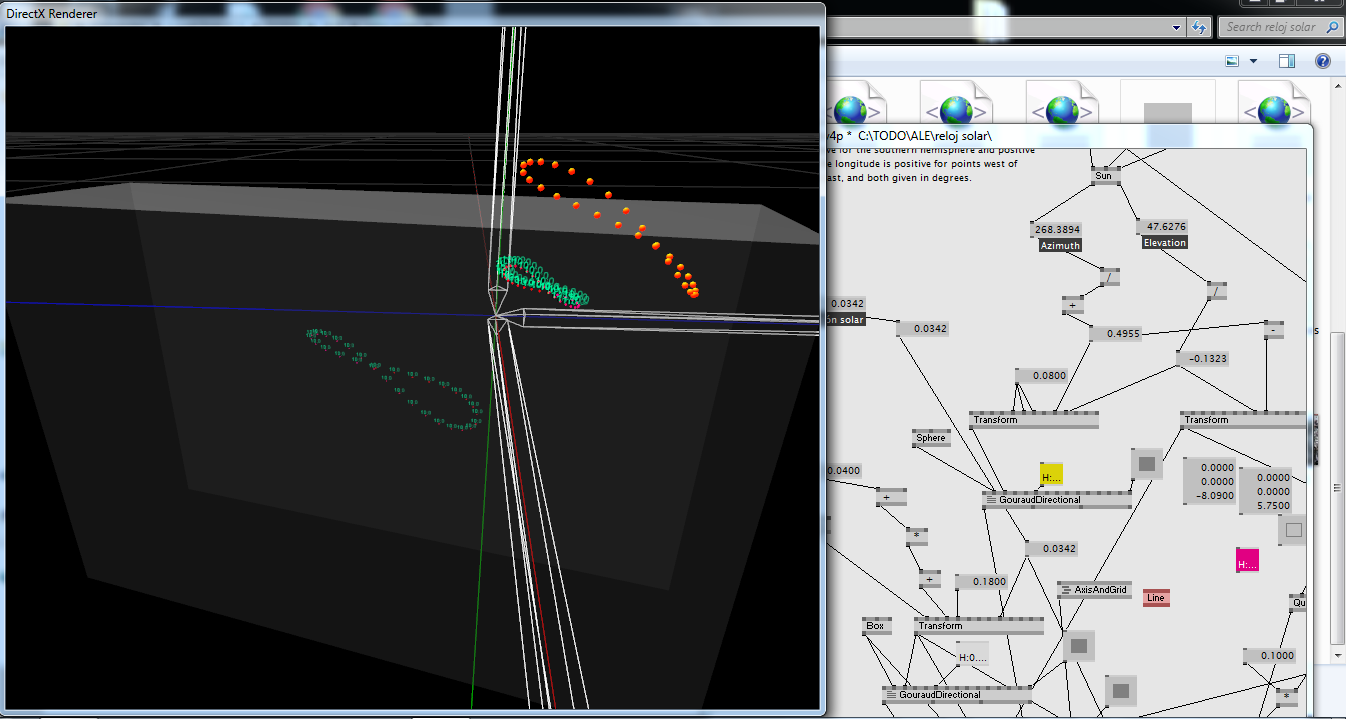 DirectX Renderer
Search reloj solar
v4p * C:\TODO\ALE\reloj solar\
ve for the southern hemisphere and positive
e longitude is positive for points west of
ast, and both given in degrees.
Sun
268.3894
47.6276
Azimuth
Elevation
/
/
0.0342
+
ón solar
0.0342
0.4955
-
s
-0.1323
0.0800
Transform
Transform
Sphere
0.0400
H:...
0.0000
0.0000
-8.0900
0.0000
0.0000
5.7500
+
GouraudDirectional
*
0.0342
H:...
+
0.1800
AxisAndGrid
Line
Qu
Box
Transform
H:0....
0.1000
GouraudDirectional
*